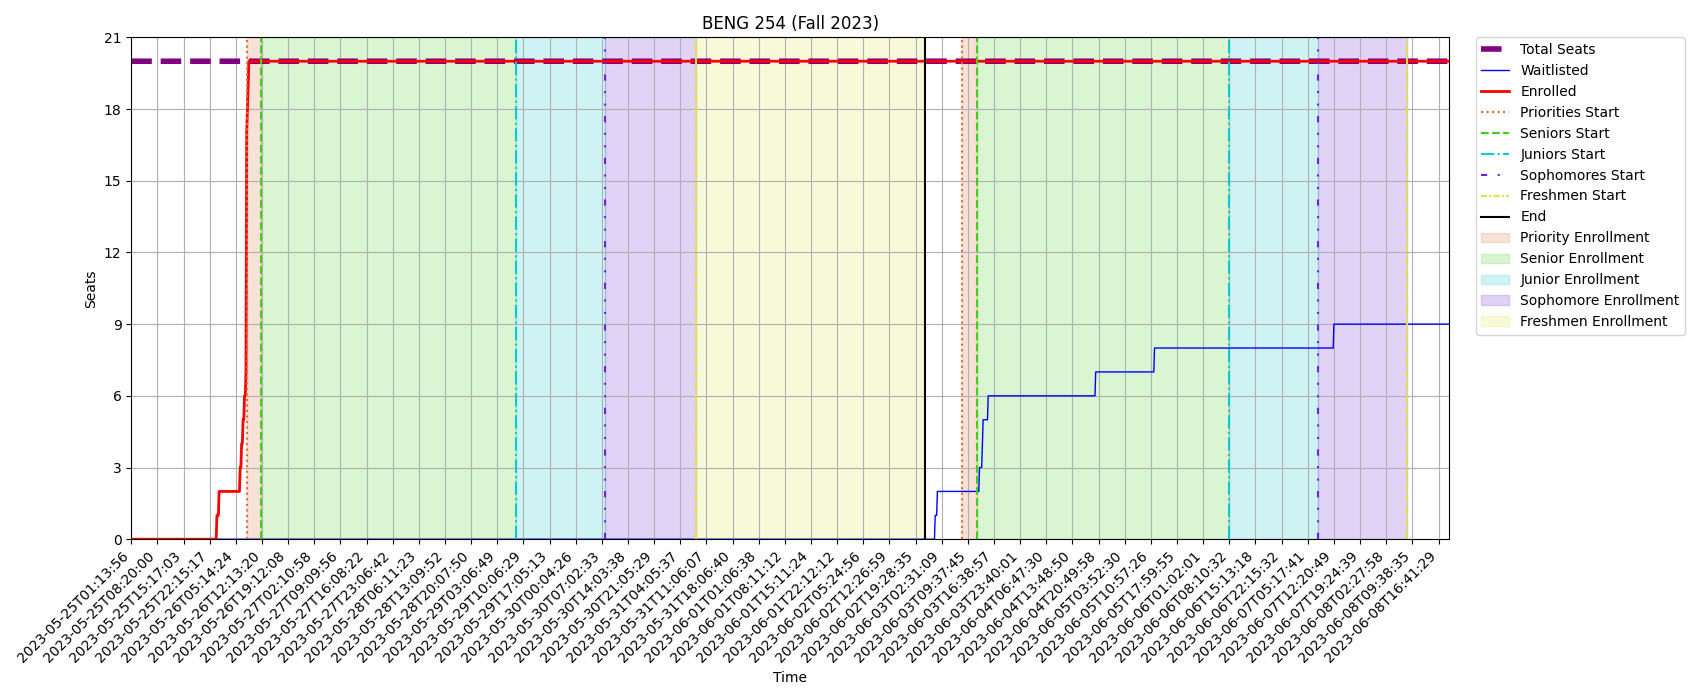 BENG 254 (Fall 2023)
21
18
15
12
9
6
3
0
Seats
2023-05-25T01:13:56
2023-05-25T08:20:00
2023-05-25T15:17:03
2023-05-25T22:15:17
2023-05-26T05:14:24
2023-05-26T12:13:20
2023-05-26T19:12:08
2023-05-27T02:10:58
2023-05-27T09:09:56
2023-05-27T16:08:22
2023-05-27T23:06:42
2023-05-28T06:11:23
2023-05-28T13:09:52
2023-05-28T20:07:50
2023-05-29T03:06:49
2023-05-29T10:06:29
2023-05-29T17:05:13
2023-05-30T00:04:26
2023-05-30T07:02:33
2023-05-30T14:03:38
2023-05-30T21:05:29
2023-05-31T04:05:37
2023-05-31T11:06:07
2023-05-31T18:06:40
2023-06-01T01:06:38
2023-06-01T08:11:12
2023-06-01T15:11:24
2023-06-01T22:12:12
2023-06-02T05:24:56
2023-06-02T12:26:59
2023-06-02T19:28:35
2023-06-03T02:31:09
2023-06-03T09:37:45
2023-06-03T16:38:57
2023-06-03T23:40:01
2023-06-04T06:47:30
2023-06-04T13:48:50
2023-06-04T20:49:58
2023-06-05T03:52:30
2023-06-05T10:57:26
2023-06-05T17:59:55
2023-06-06T01:02:01
2023-06-06T08:10:32
2023-06-06T15:13:18
2023-06-06T22:15:32
2023-06-07T05:17:41
2023-06-07T12:20:49
2023-06-07T19:24:39
2023-06-08T02:27:58
2023-06-08T09:38:35
2023-06-08T16:41:29
Time
Total Seats
Waitlisted
Enrolled
Priorities Start
Seniors Start
Juniors Start
Sophomores Start
Freshmen Start
End
Priority Enrollment
Senior Enrollment
Junior Enrollment
Sophomore Enrollment
Freshmen Enrollment